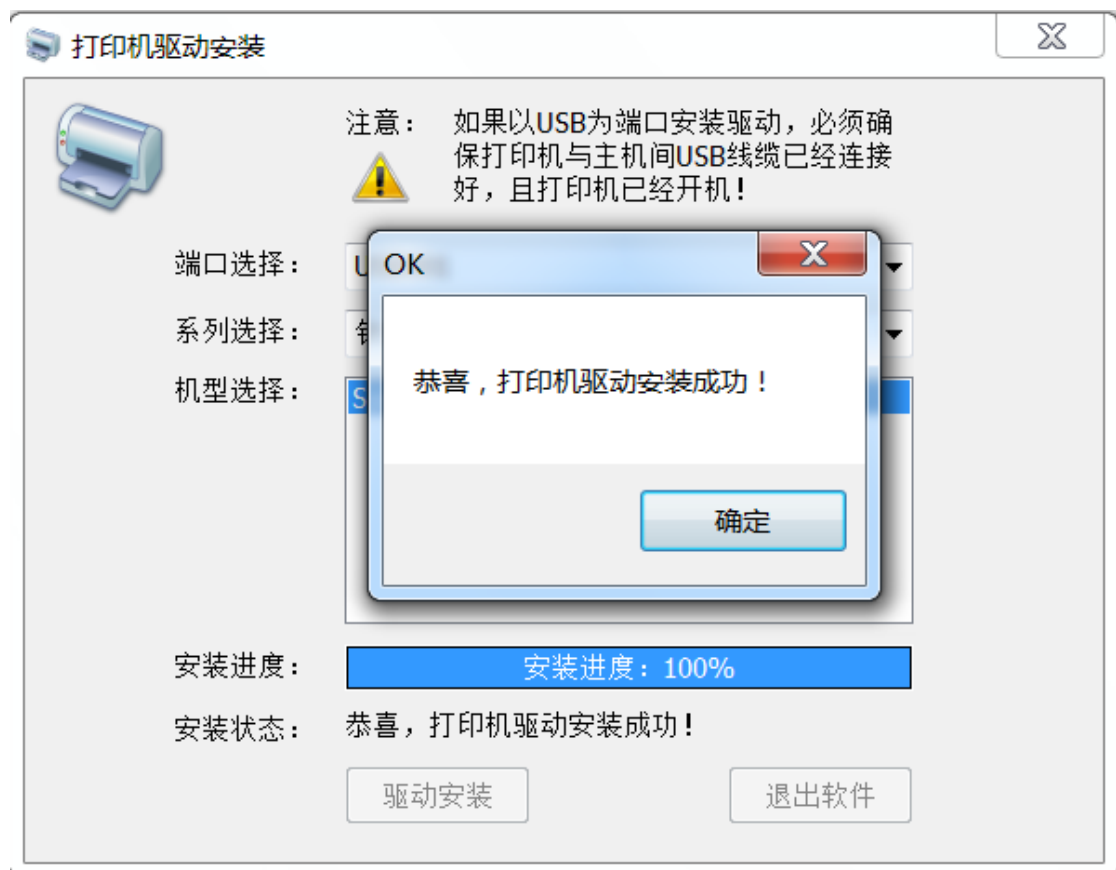 打印机驱动安装
注意： 如果以USB为端口安装驱动，必须确
保打印机与主机间USB线缆已经连接
好，且打印机已经开机！
端口选择： U
OK
系列选择：
恭喜，打印机驱动安装成功！
机型选择： S
确定
安装进度： 安装进度：100%
安装状态： 恭喜，打印机驱动安装成功！
驱动安装 退出软件